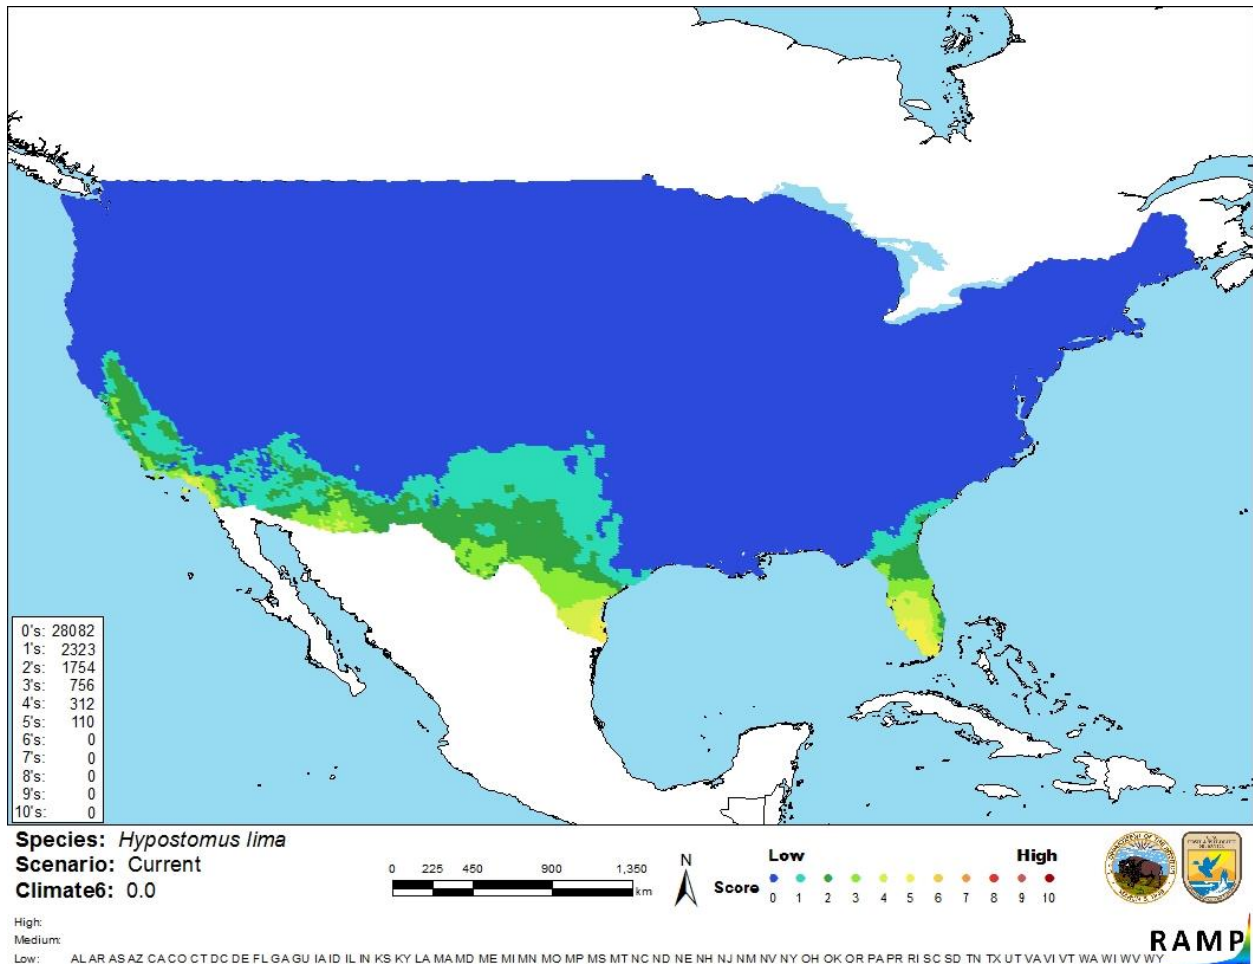 0's: 28082
1's: 2323
2's: 1754
3's: 756
4's: 312
5's: 110
6's: 0
7's: 0
8's: 0
9's: 0
10's: 0
Species: Hypostomus lima
Scenario: Current
Climate6: 0.0
0 225 450 900 1,350
km
N
Low High
Score
0 1 2 3 4 5 6 7 8 9 10
High:
Medium:
Low: AL AR AS AZ CA CO CT DC DE FL GA GU IA ID IL IN KS KY LA MA MD ME MI MN MO MP MS MT NC ND NE NH NJ NM NV NY OH OK OR PA PR RI SC SD TN TX UT VA VI VT WA WI WV WY
RAMP